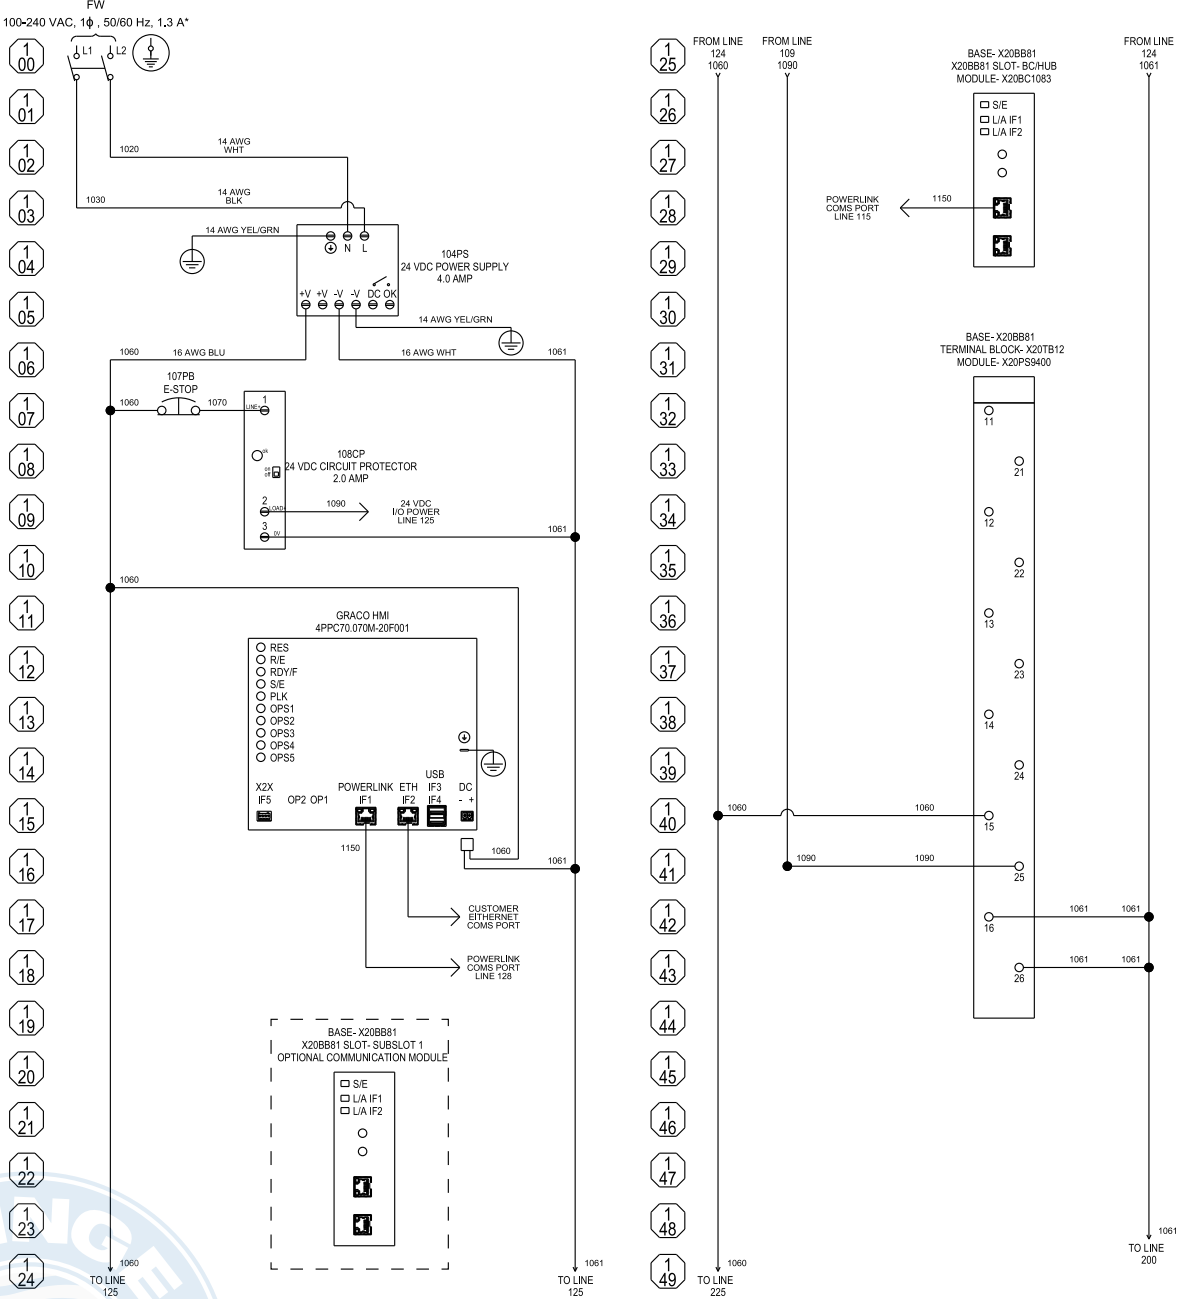 FW
100-240 VAC, 1ϕ , 50/60 Hz, 1.3 A*
L1
L2
1 00
1 01
1 02
1 03
1 04
1 05
1 06
1 07
1 08
1 09
1 10
1 11
1 12
1 13
1 14
1 15
1 16
1 17
1 18
1 19
1 20
1 21
1 22
1 23
1 24
1020
14 AWG
WHT
1030
14 AWG
BLK
14 AWG YEL/GRN
N
L
104PS
24 VDC POWER SUPPLY
4.0 AMP
+V +V -V -V DC OK
14 AWG YEL/GRN
1060
16 AWG BLU
16 AWG WHT
1061
107PB
E-STOP
1060
1070
1
LINE+
ok
on
off
108CP
24 VDC CIRCUIT PROTECTOR
2.0 AMP
2
LOAD+
1090
24 VDC
I/O POWER
LINE 125
3
0V
1061
1060
GRACO HMI
4PPC70.070M-20F001
RES
R/E
RDY/F
S/E
PLK
OPS1
OPS2
OPS3
OPS4
OPS5
X2X
IF5
OP2 OP1
POWERLINK
IF1
ETH
IF2
USB
IF3
IF4
DC
- +
1150
1060
1061
CUSTOMER
EITHERNET
COMS PORT
POWERLINK
COMS PORT
LINE 128
BASE- X20BB81
X20BB81 SLOT- SUBSLOT 1
OPTIONAL COMMUNICATION MODULE
S/E
L/A IF1
L/A IF2
1060
TO LINE
125
1061
TO LINE
125
ANGE
1 25
1 26
1 27
1 28
1 29
1 30
1 31
1 32
1 33
1 34
1 35
1 36
1 37
1 38
1 39
1 40
1 41
1 42
1 43
1 44
1 45
1 46
1 47
1 48
1 49
FROM LINE
124
1060
FROM LINE
109
1090
BASE- X20BB81
X20BB81 SLOT- BC/HUB
MODULE- X20BC1083
FROM LINE
124
1061
S/E
L/A IF1
L/A IF2
POWERLINK
COMS PORT
LINE 115
1150
BASE- X20BB81
TERMINAL BLOCK- X20TB12
MODULE- X20PS9400
11
21
12
22
13
23
14
24
1060
1060
15
1090
1090
25
16
1061
1061
26
1061
1061
1060
TO LINE
225
1061
TO LINE
200